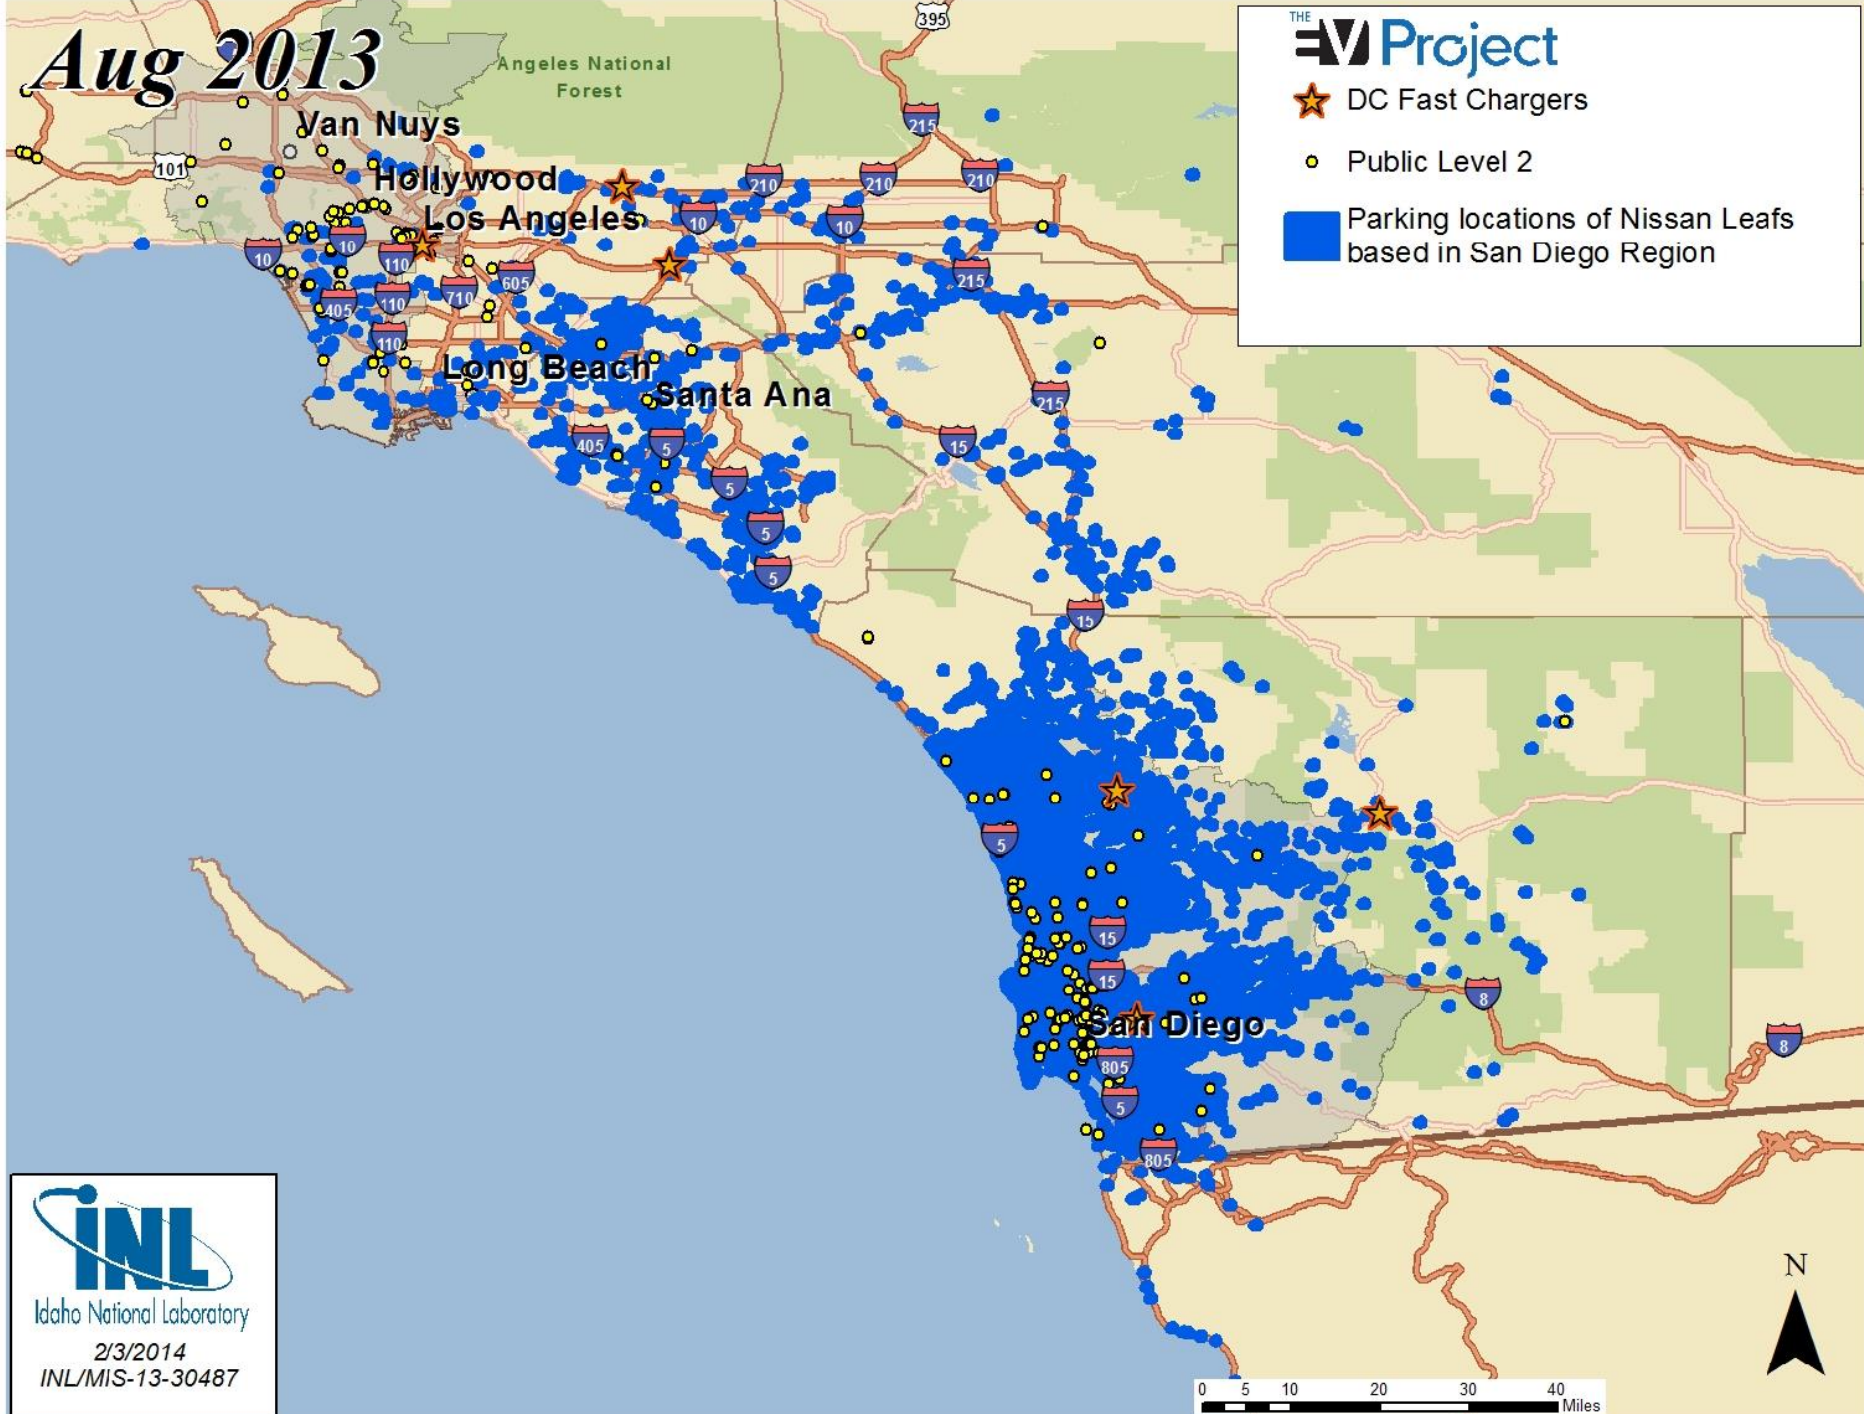 Aug 2013
395
THE
EV Project
DC Fast Chargers
Public Level 2
Parking locations of Nissan Leafs
based in San Diego Region
Angeles National
Forest
215
Van Nuys
101
Hollywood
210
210
210
Los Angeles
10
10
10
10
110
215
605
405
110
710
110
Long Beach
Santa Ana
215
405
5
15
5
5
5
15
5
15
15
8
San Diego
8
805
5
805
INL
Idaho National Laboratory
2/3/2014
INL/MIS-13-30487
N
0 5 10 20 30 40
Miles